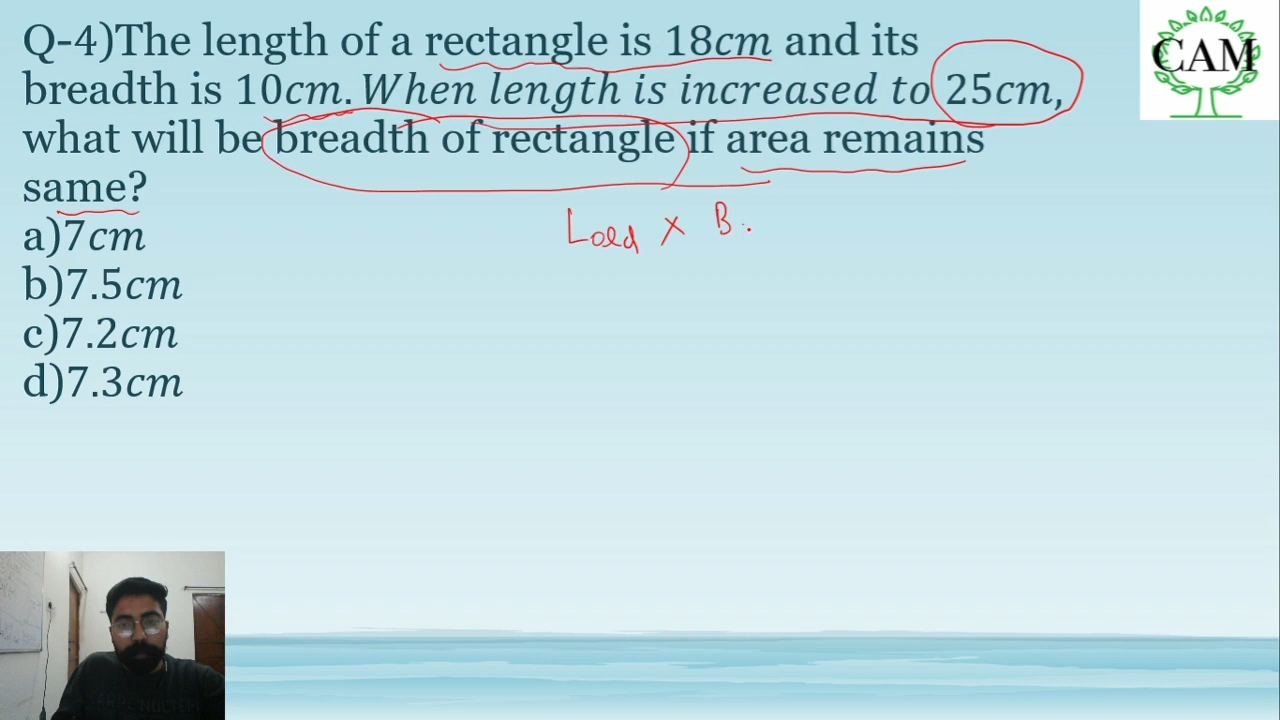 Q-4)The length of a rectangle is 18cm and its
breadth is 10cm. When length is increased to 25cm,
what will be breadth of rectangle if area remains
same?
a)7cm
b)7.5cm
c)7.2cm
d)7.3cm
Lold × B.
CAM